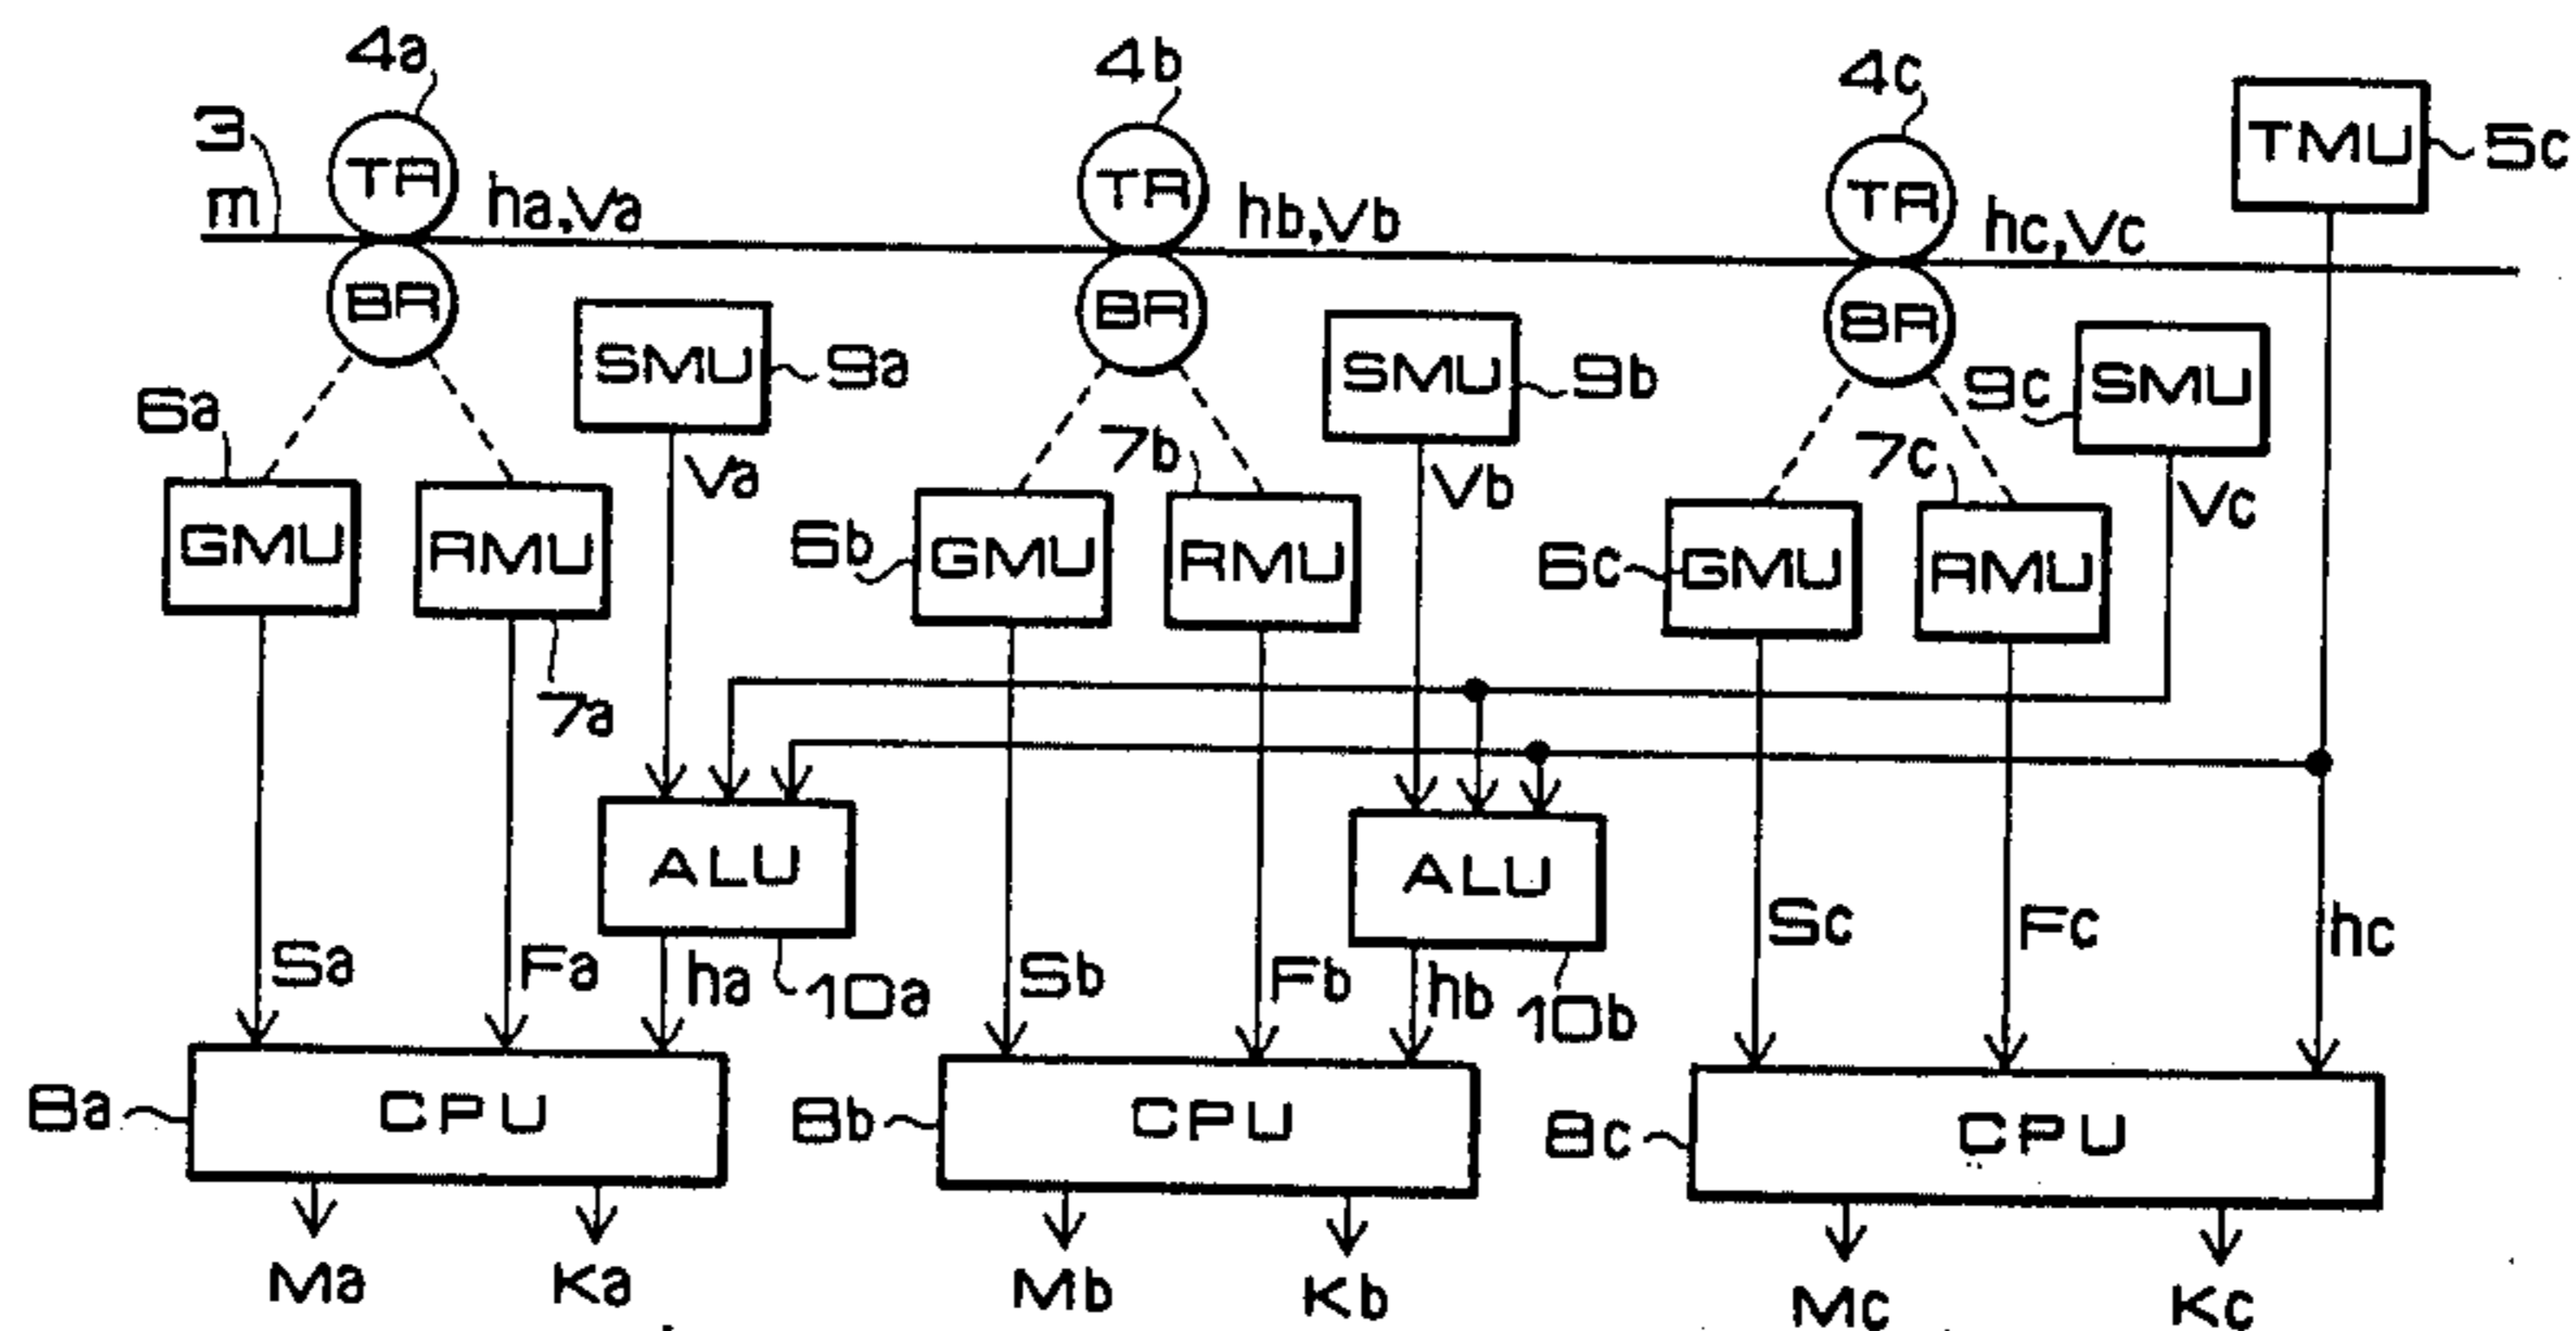 4a 4b 4c
3 TR TR TR TMU 5c
m ha,Va hb,Vb hc,Vc
BR BR BR
SMU 9a SMU 9b 9c SMU
6a 7b 7c
Va Vb Vc
GMU RMU 6b GMU RMU 6c GMU RMU
7a
ALU ALU
Sa Fa ha 10a Sb Fb hb 10b Sc Fc hc
8a CPU 8b CPU 8c CPU
Ma Ka Mb Kb Mc Kc